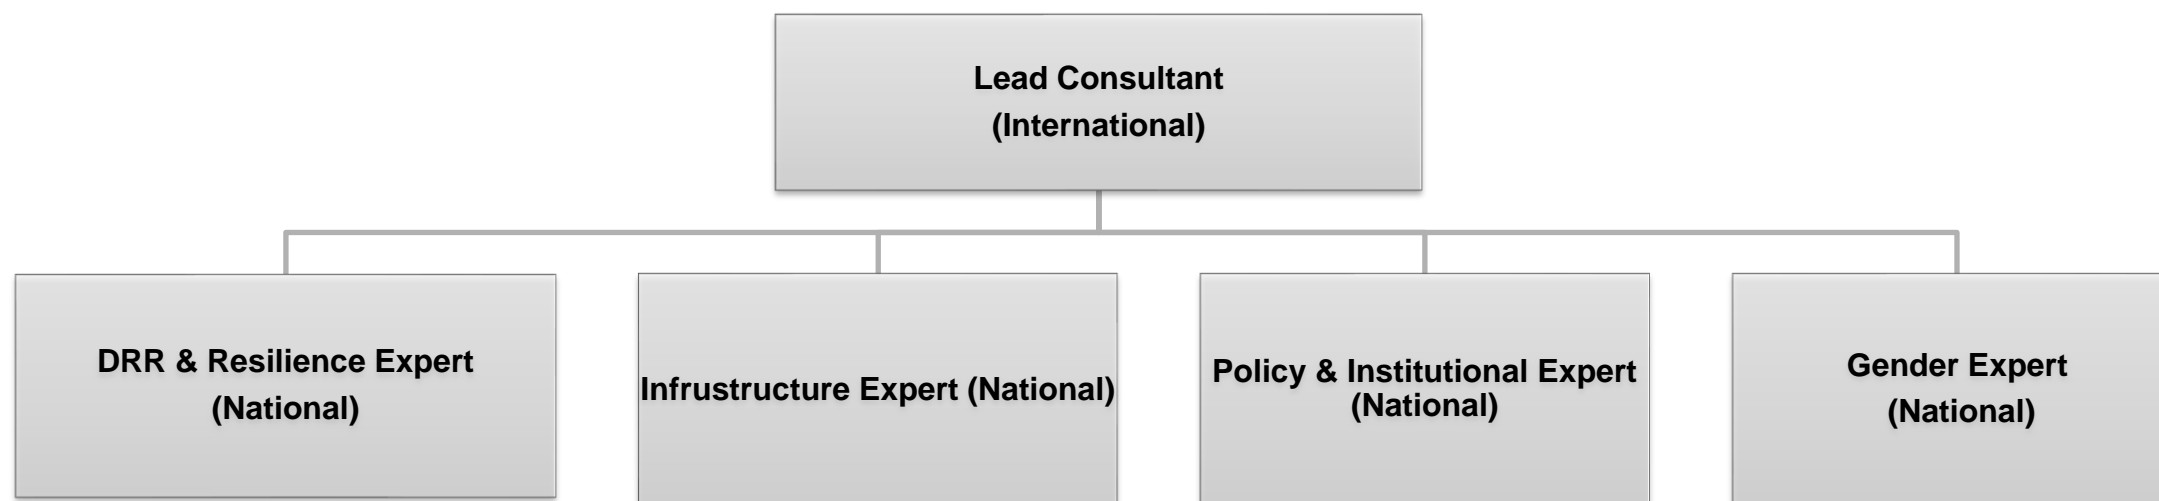 Lead Consultant
(International)
DRR & Resilience Expert
(National)
Infrustructure Expert (National)
Policy & Institutional Expert
(National)
Gender Expert
(National)